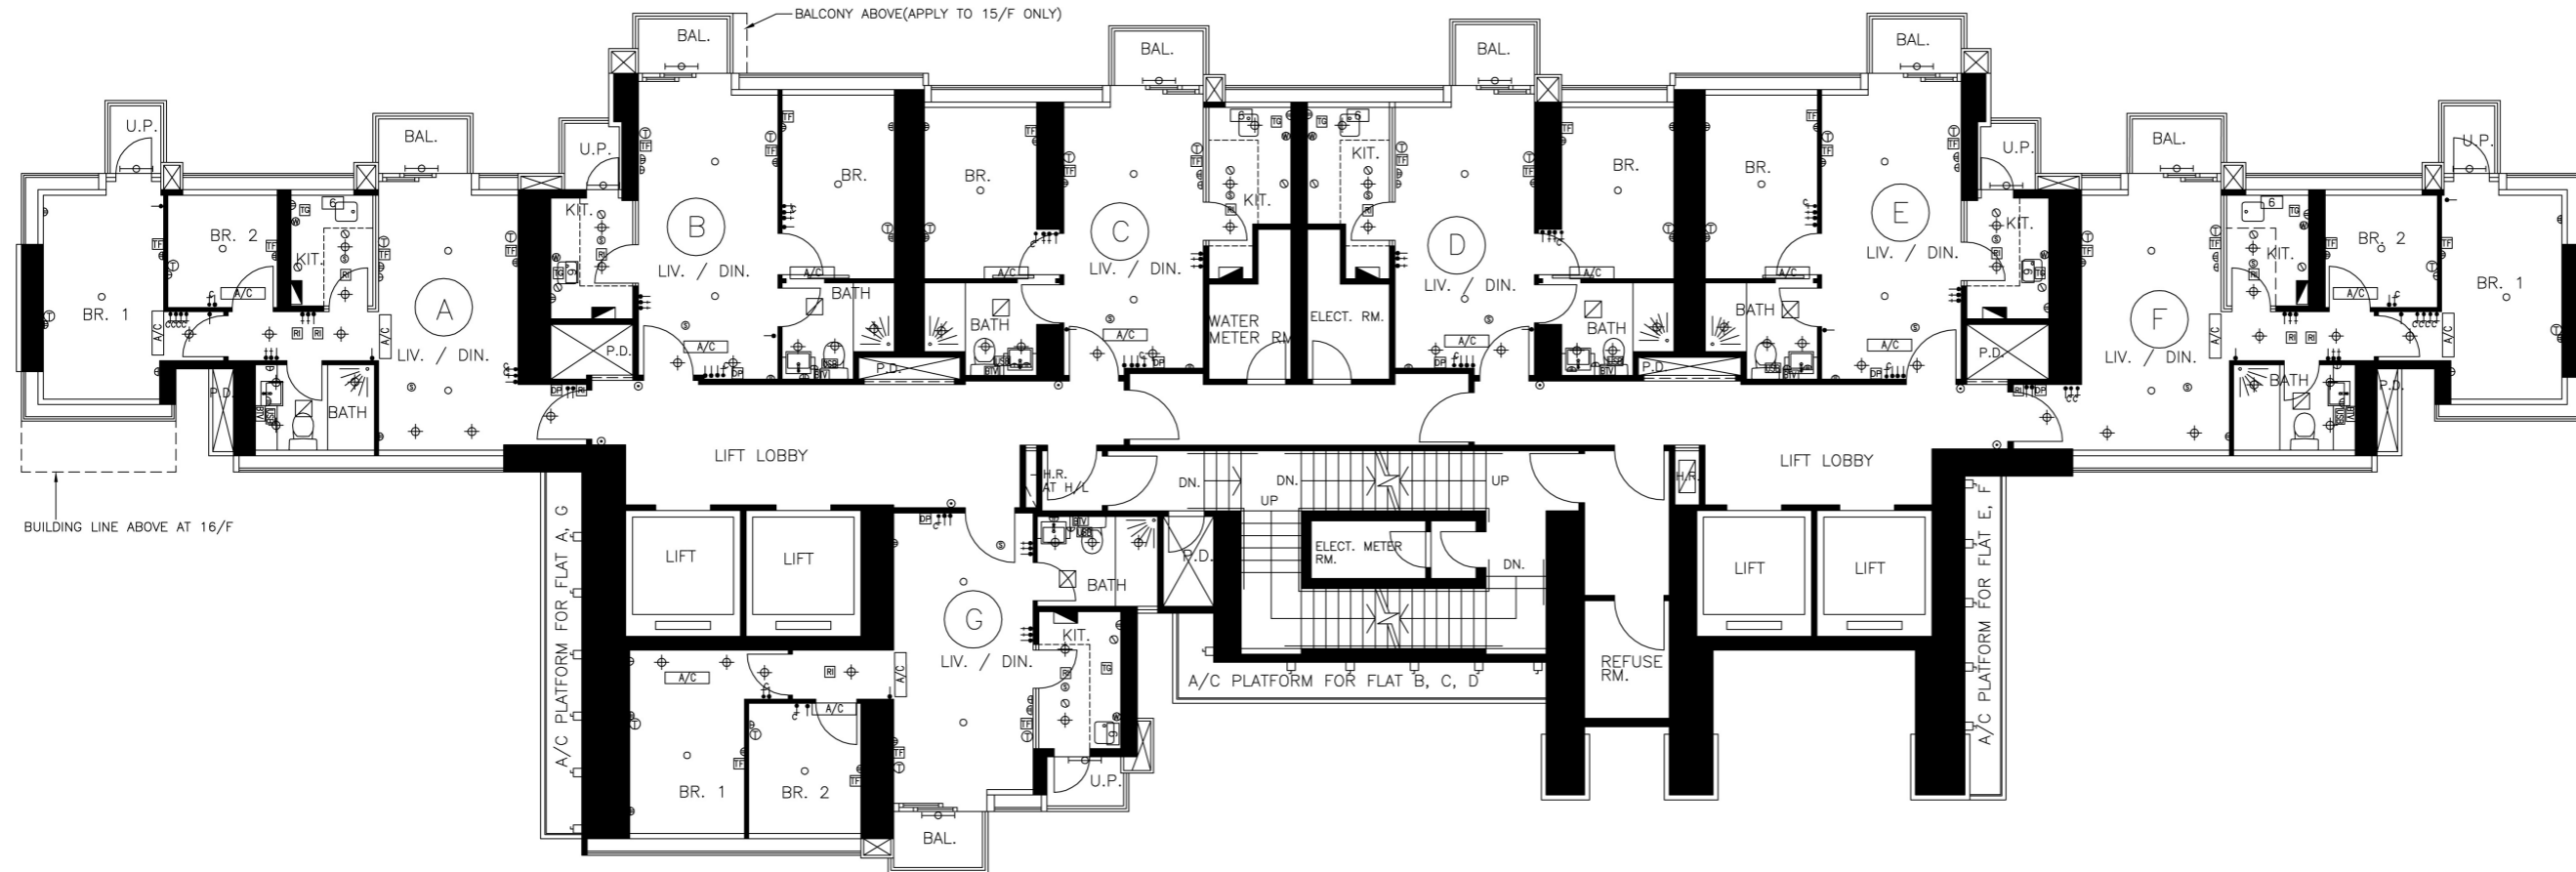 BALCONY ABOVE(APPLY TO 15/F ONLY)
BAL.
BAL.
BAL.
BAL.
U.P.
BAL.
U.P.
U.P.
BAL.
U.P.
BR. 1
BR. 2
KIT.
A
LIV. / DIN.
BATH
P.D.
A/C
A/C
A/C
KIT.
B
LIV. / DIN.
BR.
BATH
P.D.
A/C
A/C
BR.
C
LIV. / DIN.
KIT.
BATH
P.D.
A/C
A/C
WATER
METER RM
ELECT. RM.
KIT.
D
LIV. / DIN.
BR.
BATH
P.D.
A/C
A/C
BR.
E
LIV. / DIN.
KIT.
BATH
P.D.
A/C
A/C
F
LIV. / DIN.
KIT.
BR. 2
BR. 1
BATH
P.D.
A/C
A/C
A/C
BUILDING LINE ABOVE AT 16/F
LIFT LOBBY
LIFT LOBBY
H.R.
AT H/L
DN.
UP
DN.
UP
H.R.
A/C PLATFORM FOR FLAT A, G
LIFT
LIFT
G
LIV. / DIN.
BATH
P.D.
KIT.
U.P.
BR. 1
BR. 2
A/C
A/C
A/C
BAL.
ELECT. METER
RM.
DN.
A/C PLATFORM FOR FLAT B, C, D
REFUSE
RM.
LIFT
LIFT
A/C PLATFORM FOR FLAT E, F